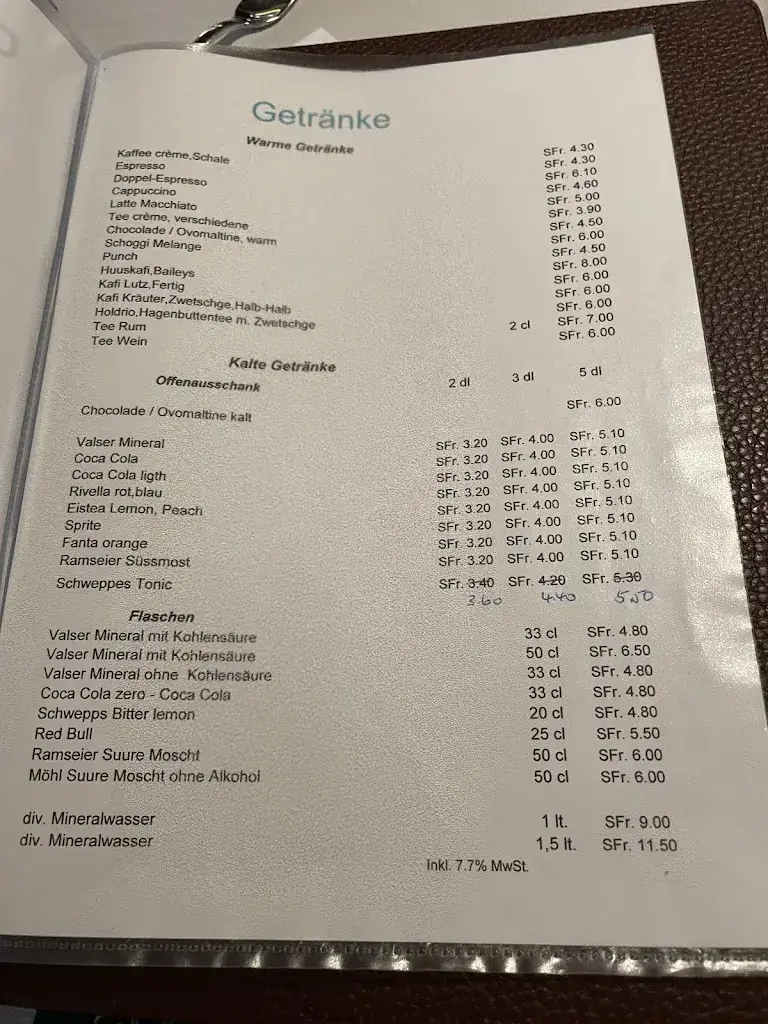 Getränke
Warme Getränke
Kaffee crème,Schale SFr. 4.30
Espresso SFr. 4.30
Doppel-Espresso SFr. 6.10
Cappuccino SFr. 4.60
Latte Macchiato SFr. 5.00
Tee crème, verschiedene SFr. 3.90
Chocolade / Ovomaltine, warm SFr. 4.50
Schoggi Melange SFr. 6.00
Punch SFr. 4.50
Huuskafi,Baileys SFr. 8.00
Kafi Lutz,Fertig SFr. 6.00
Kafi Kräuter,Zwetschge,Halb-Halb SFr. 6.00
Holdrio,Hagenbuttentee m. Zwetschge SFr. 6.00
Tee Rum 2 cl SFr. 7.00
Tee Wein SFr. 6.00
Kalte Getränke
Offenausschank 2 dl 3 dl 5 dl
Chocolade / Ovomaltine kalt SFr. 6.00
Valser Mineral SFr. 3.20 SFr. 4.00 SFr. 5.10
Coca Cola SFr. 3.20 SFr. 4.00 SFr. 5.10
Coca Cola ligth SFr. 3.20 SFr. 4.00 SFr. 5.10
Rivella rot,blau SFr. 3.20 SFr. 4.00 SFr. 5.10
Eistea Lemon, Peach SFr. 3.20 SFr. 4.00 SFr. 5.10
Sprite SFr. 3.20 SFr. 4.00 SFr. 5.10
Fanta orange SFr. 3.20 SFr. 4.00 SFr. 5.10
Ramseier Süssmost SFr. 3.20 SFr. 4.00 SFr. 5.10
Schweppes Tonic SFr. 3.40 SFr. 4.20 SFr. 5.30
3.60 4.40 5.50
Flaschen
Valser Mineral mit Kohlensäure 33 cl SFr. 4.80
Valser Mineral mit Kohlensäure 50 cl SFr. 6.50
Valser Mineral ohne Kohlensäure 33 cl SFr. 4.80
Coca Cola zero - Coca Cola 33 cl SFr. 4.80
Schwepps Bitter lemon 20 cl SFr. 4.80
Red Bull 25 cl SFr. 5.50
Ramseier Suure Moscht 50 cl SFr. 6.00
Möhl Suure Moscht ohne Alkohol 50 cl SFr. 6.00
div. Mineralwasser 1 lt. SFr. 9.00
div. Mineralwasser 1,5 lt. SFr. 11.50
Inkl. 7.7% MwSt.